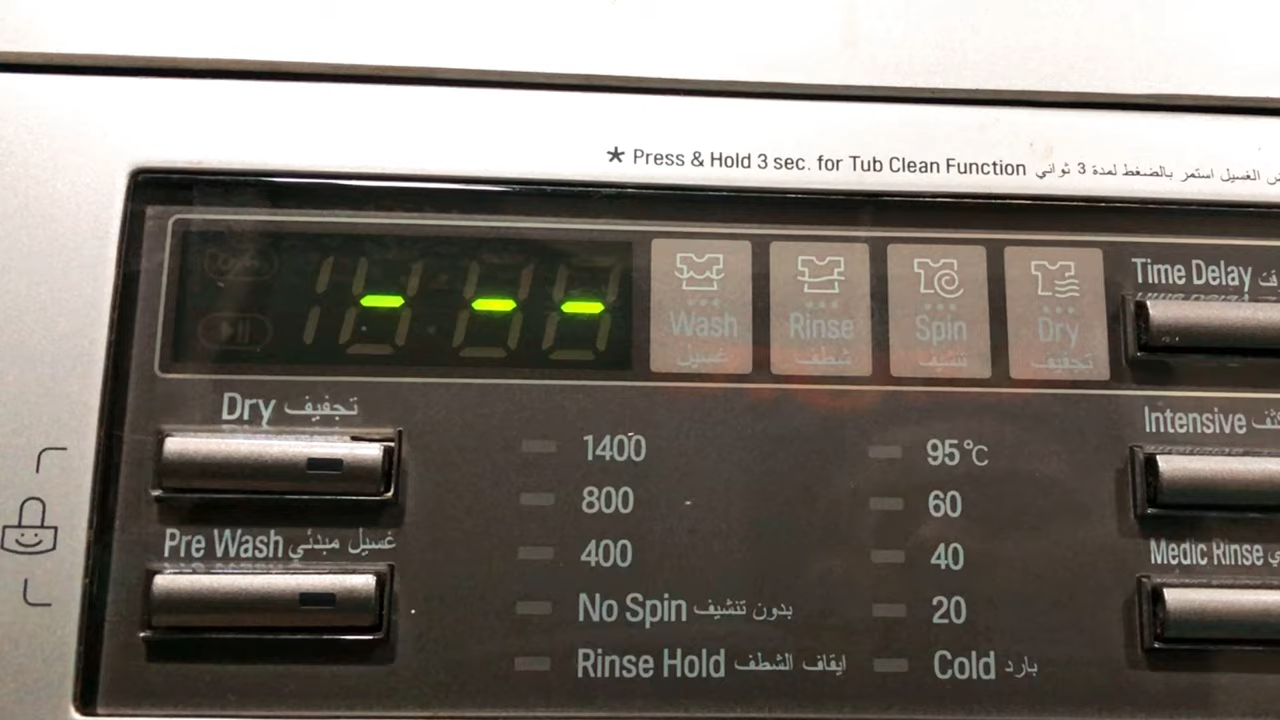 * Press & Hold 3 sec. for Tub Clean Function الغسيل استمر بالضغط لمدة 3 ثواني
- - -
Wash
غسيل
Rinse
شطف
Spin
تنشيف
Dry
تجفيف
Time Delay
Dry تجفيف
Pre Wash غسيل مبدئي
1400
800
400
No Spin بدون تنشيف
Rinse Hold ايقاف الشطف
95°C
60
40
20
Cold بارد
Intensive
Medic Rinse